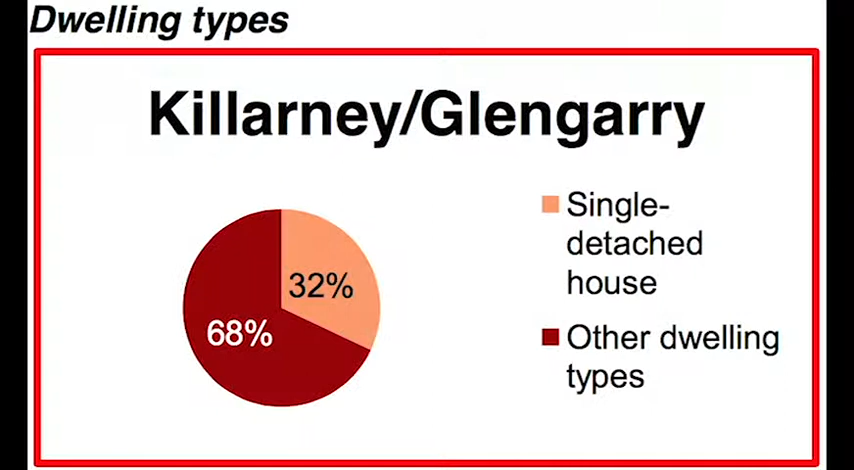 Dwelling types
Killarney/Glengarry
32%
68%
Single-
detached
house
Other dwelling
types